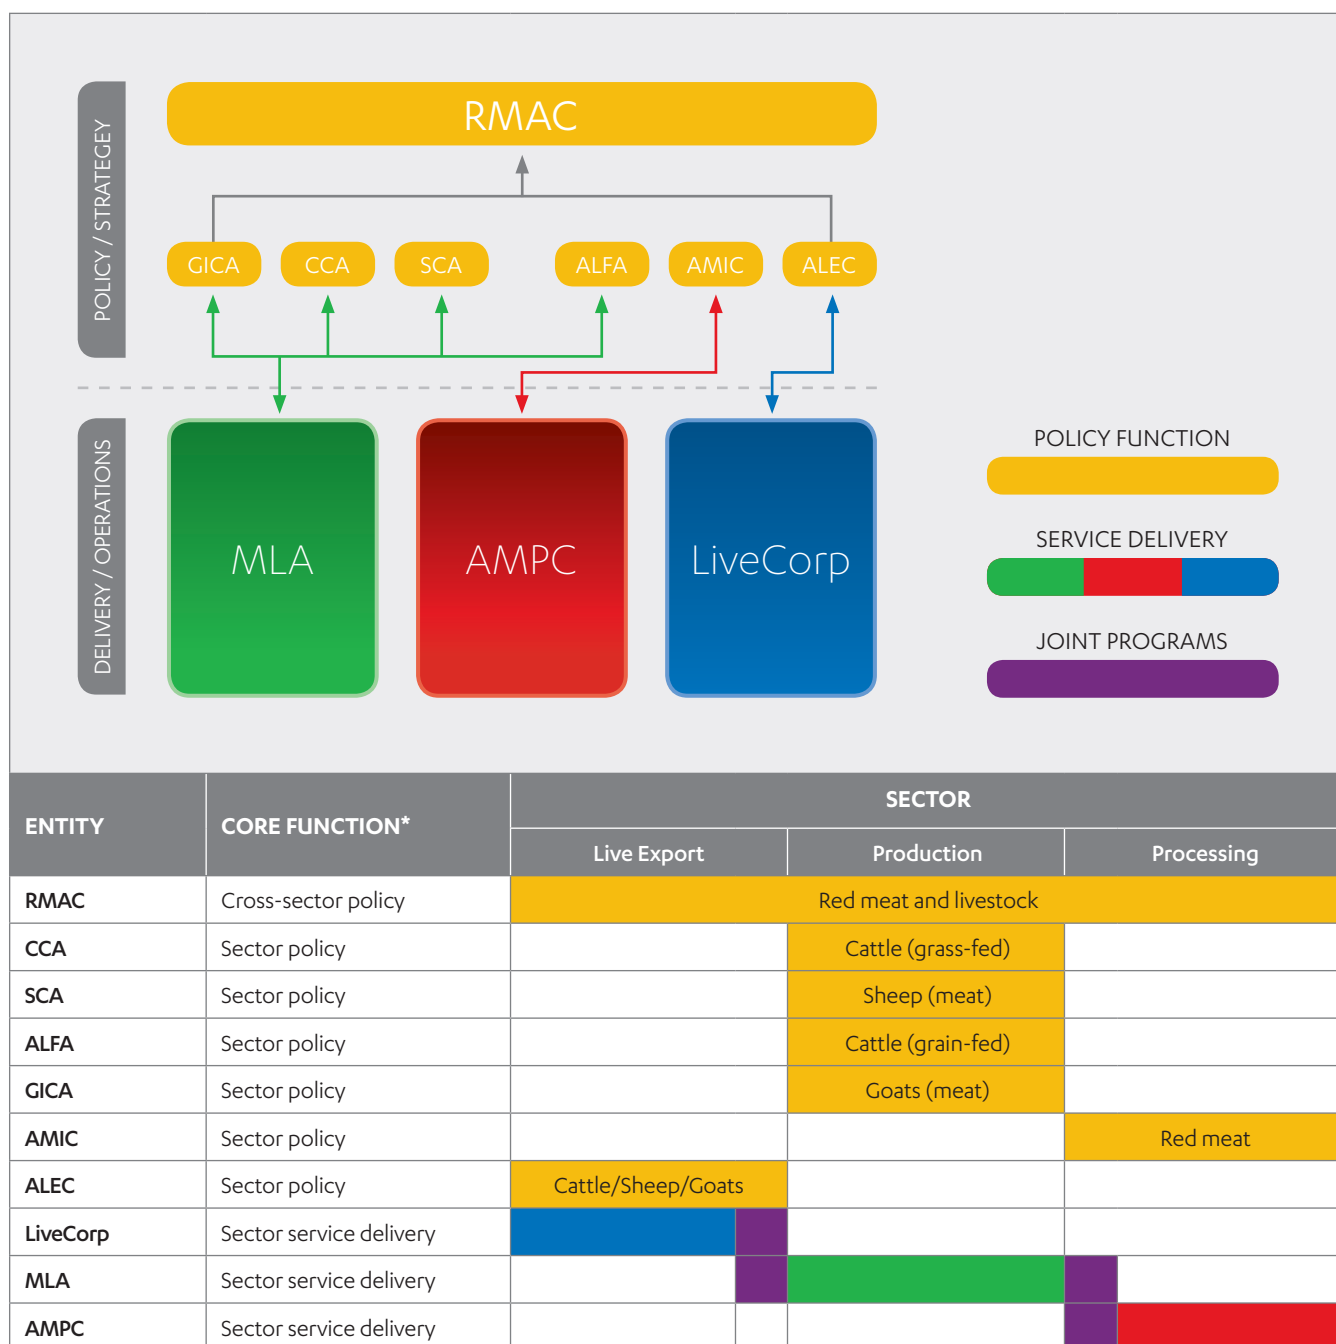 POLICY / STRATEGEY
RMAC
GICA CCA SCA ALFA AMIC ALEC
DELIVERY / OPERATIONS
MLA AMPC LiveCorp
POLICY FUNCTION
SERVICE DELIVERY
JOINT PROGRAMS
ENTITY CORE FUNCTION* SECTOR
Live Export Production Processing
RMAC Cross-sector policy Red meat and livestock
CCA Sector policy Cattle (grass-fed)
SCA Sector policy Sheep (meat)
ALFA Sector policy Cattle (grain-fed)
GICA Sector policy Goats (meat)
AMIC Sector policy Red meat
ALEC Sector policy Cattle/Sheep/Goats
LiveCorp Sector service delivery
MLA Sector service delivery
AMPC Sector service delivery